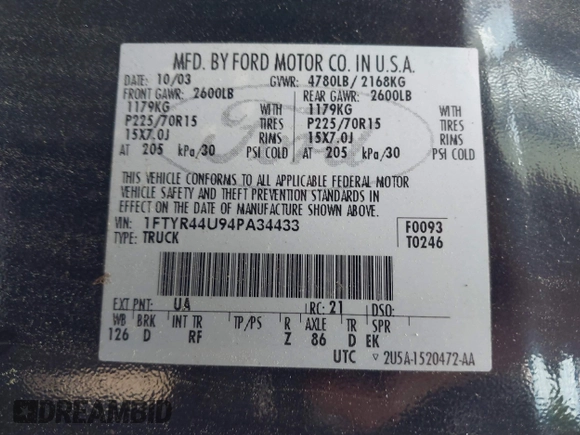 MFD. BY FORD MOTOR CO. IN U.S.A.
DATE: 10/03 GVWR: 4780LB/ 2168KG
FRONT GAWR: 2600LB REAR GAWR: 2600LB
1179KG WITH 1179KG WITH
P225/70R15 TIRES P225/70R15 TIRES
15X7.0J RIMS 15X7.0J RIMS
AT 205 kPa/30 PSI COLD AT 205 kPa/30 PSI COLD
THIS VEHICLE CONFORMS TO ALL APPLICABLE FEDERAL MOTOR
VEHICLE SAFETY AND THEFT PREVENTION STANDARDS IN
EFFECT ON THE DATE OF MANUFACTURE SHOWN ABOVE.
VIN: 1FTYR44U94PA34433 F0093
TYPE: TRUCK T0246
EXT PNT: UA RC: 21 DSO:
WB BRK INT TR TP/PS R AXLE TR SPR
126 D RF Z 86 D EK
UTC ▽ 2U5A-1520472-AA
Ford
DREAMBID